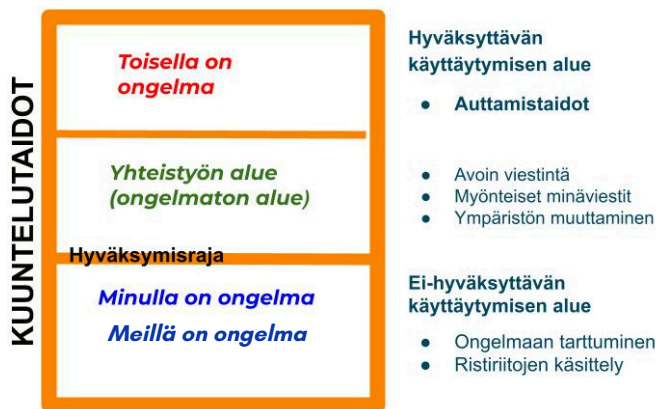 KUUNTELUTAIDOT
Toisella on
ongelma
Yhteistyön alue
(ongelmaton alue)
Hyväksymisraja
Minulla on ongelma
Meillä on ongelma
Hyväksyttävän
käyttäytymisen alue
● Auttamistaidot
● Avoin viestintä
● Myönteiset minäviestit
● Ympäristön muuttaminen
Ei-hyväksyttävän
käyttäytymisen alue
● Ongelmaan tarttuminen
● Ristiriitojen käsittely